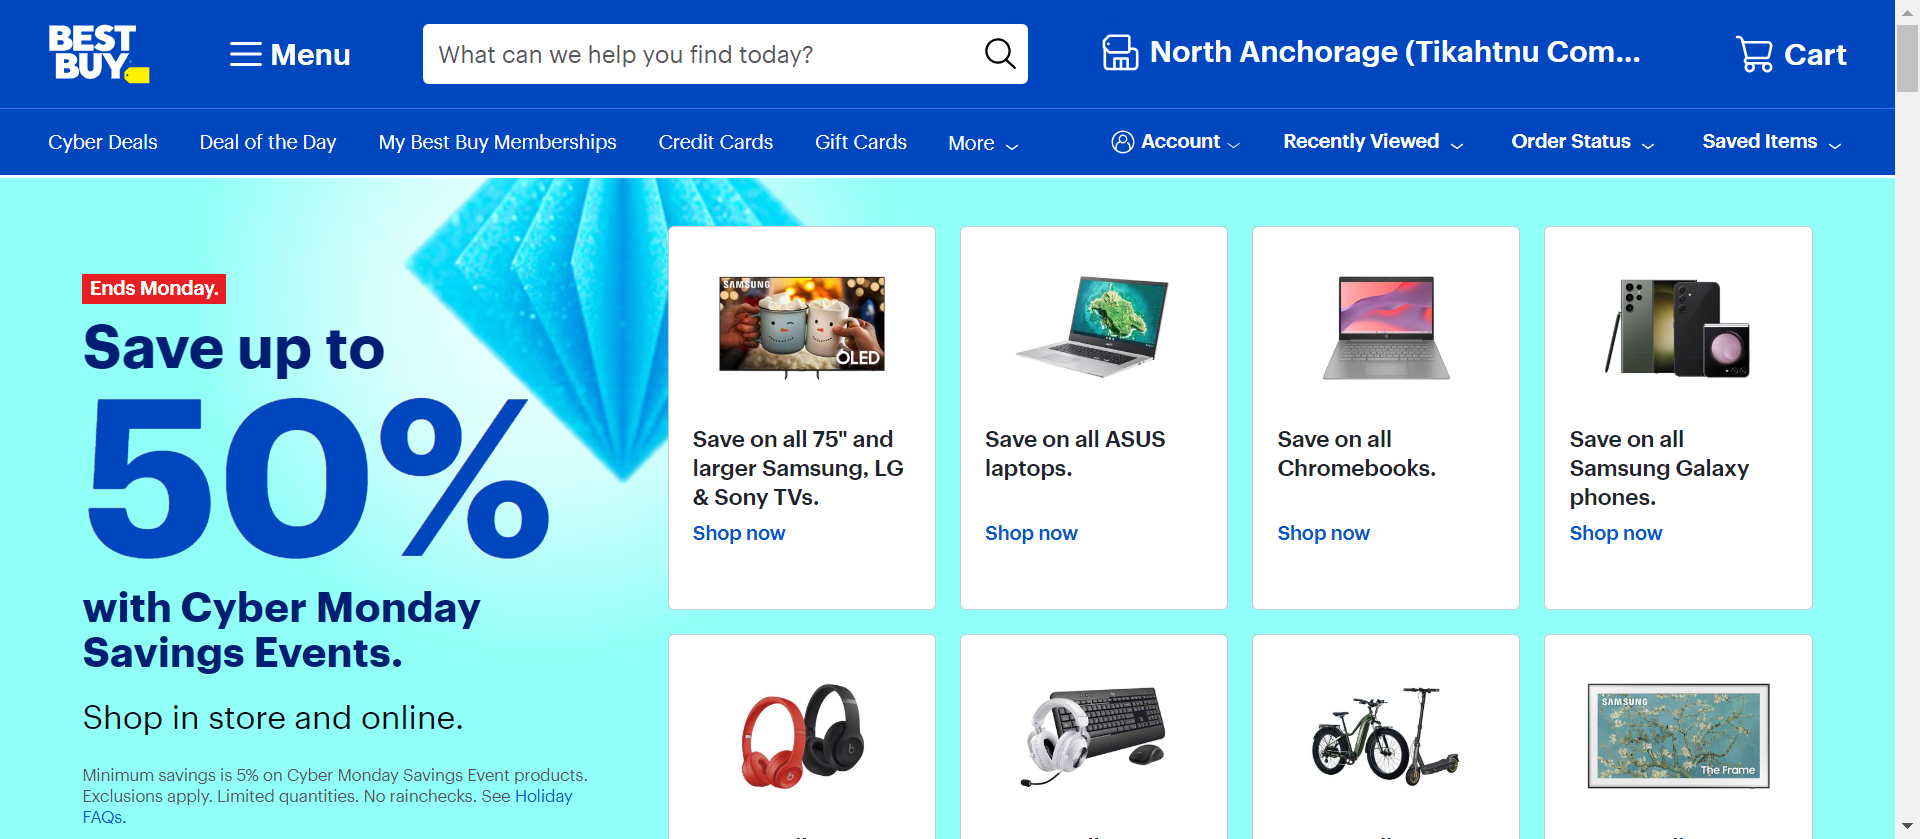 BEST
BUY
Menu
What can we help you find today?
North Anchorage (Tikahtnu Com...
Cart
Cyber Deals
Deal of the Day
My Best Buy Memberships
Credit Cards
Gift Cards
More
Account
Recently Viewed
Order Status
Saved Items
Ends Monday.
Save up to
50%
with Cyber Monday
Savings Events.
Shop in store and online.
Minimum savings is 5% on Cyber Monday Savings Event products.
Exclusions apply. Limited quantities. No rainchecks. See Holiday
FAQs.
SAMSUNG
OLED
Save on all 75" and
larger Samsung, LG
& Sony TVs.
Shop now
Save on all ASUS
laptops.
Shop now
Save on all
Chromebooks.
Shop now
Save on all
Samsung Galaxy
phones.
Shop now
SAMSUNG
The Frame